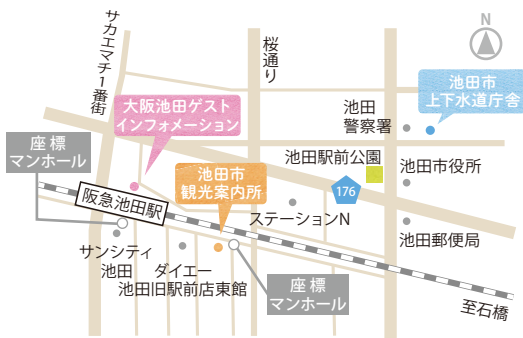 サカエマチ1番街
桜通り
N
大阪池田ゲスト
インフォメーション
池田
警察署
池田市
上下水道庁舎
座標
マンホール
池田市
観光案内所
池田駅前公園
池田市役所
176
阪急池田駅
ステーションN
池田郵便局
サンシティ
池田
ダイエー
池田旧駅前店東館
座標
マンホール
至石橋